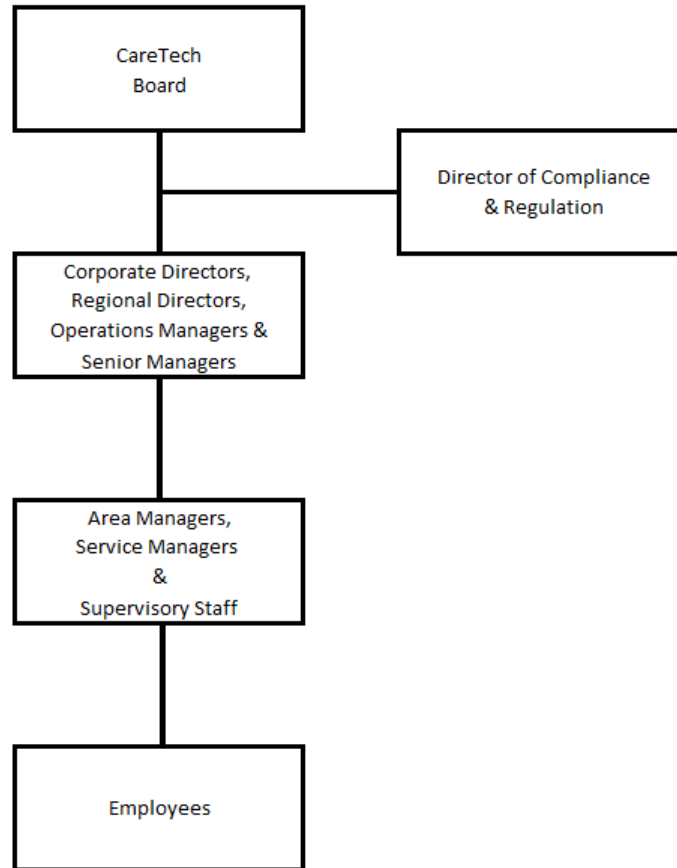 CareTech
Board
Director of Compliance
& Regulation
Corporate Directors,
Regional Directors,
Operations Managers &
Senior Managers
Area Managers,
Service Managers
&
Supervisory Staff
Employees